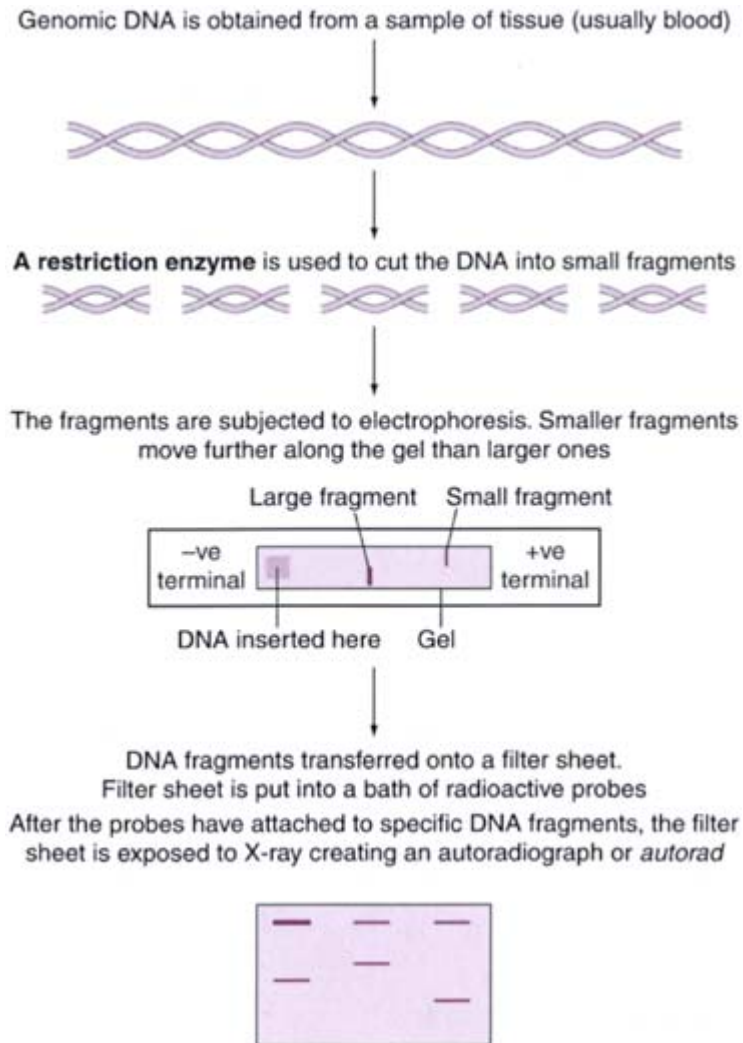 Genomic DNA is obtained from a sample of tissue (usually blood)
A restriction enzyme is used to cut the DNA into small fragments
The fragments are subjected to electrophoresis. Smaller fragments
move further along the gel than larger ones
Large fragment
Small fragment
–ve
terminal
+ve
terminal
DNA inserted here
Gel
DNA fragments transferred onto a filter sheet.
Filter sheet is put into a bath of radioactive probes
After the probes have attached to specific DNA fragments, the filter
sheet is exposed to X-ray creating an autoradiograph or autorad